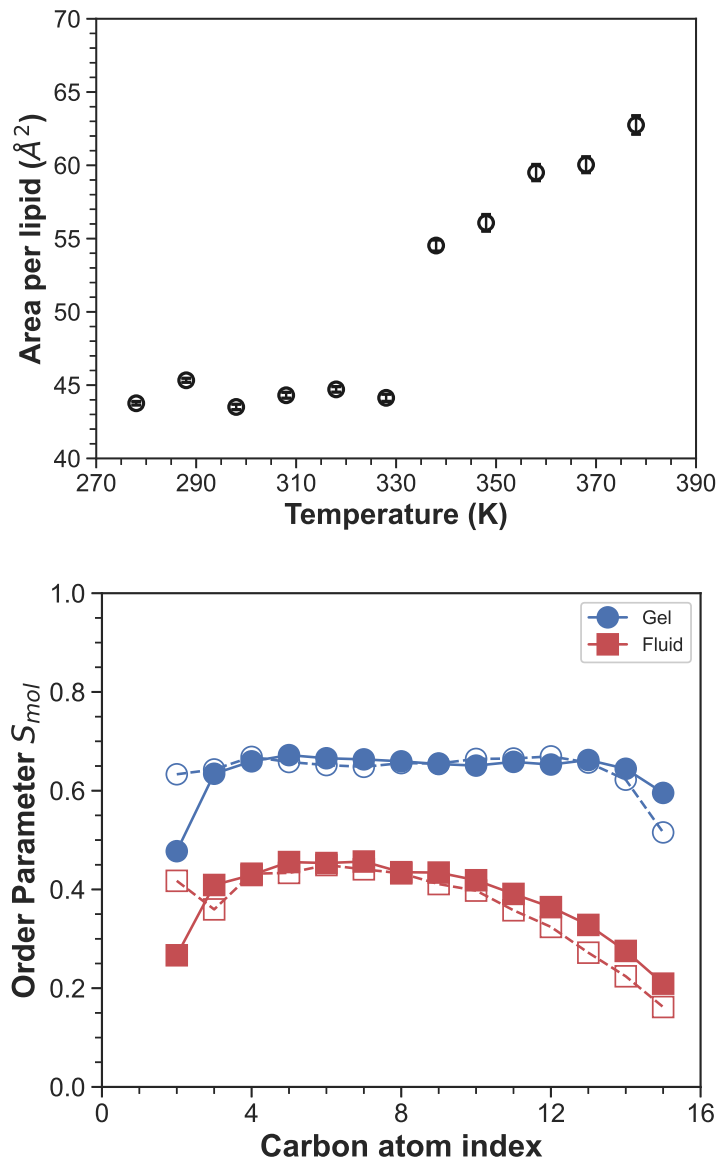 70
65
60
55
50
45
40
270 290 310 330 350 370 390
Area per lipid (Å²)
Temperature (K)
1.0
0.8
0.6
0.4
0.2
0.0
0 4 8 12 16
Order Parameter S_mol
Carbon atom index
Gel
Fluid